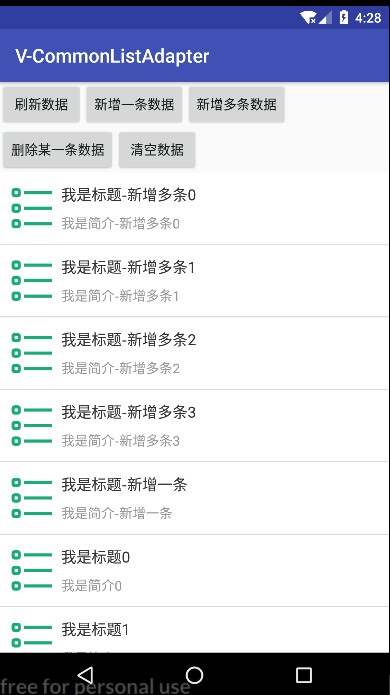 4:28
V-CommonListAdapter
刷新数据 新增一条数据 新增多条数据
删除某一条数据 清空数据
我是标题-新增多条0
我是简介-新增多条0
我是标题-新增多条1
我是简介-新增多条1
我是标题-新增多条2
我是简介-新增多条2
我是标题-新增多条3
我是简介-新增多条3
我是标题-新增一条
我是简介-新增一条
我是标题0
我是简介0
我是标题1
free for personal use